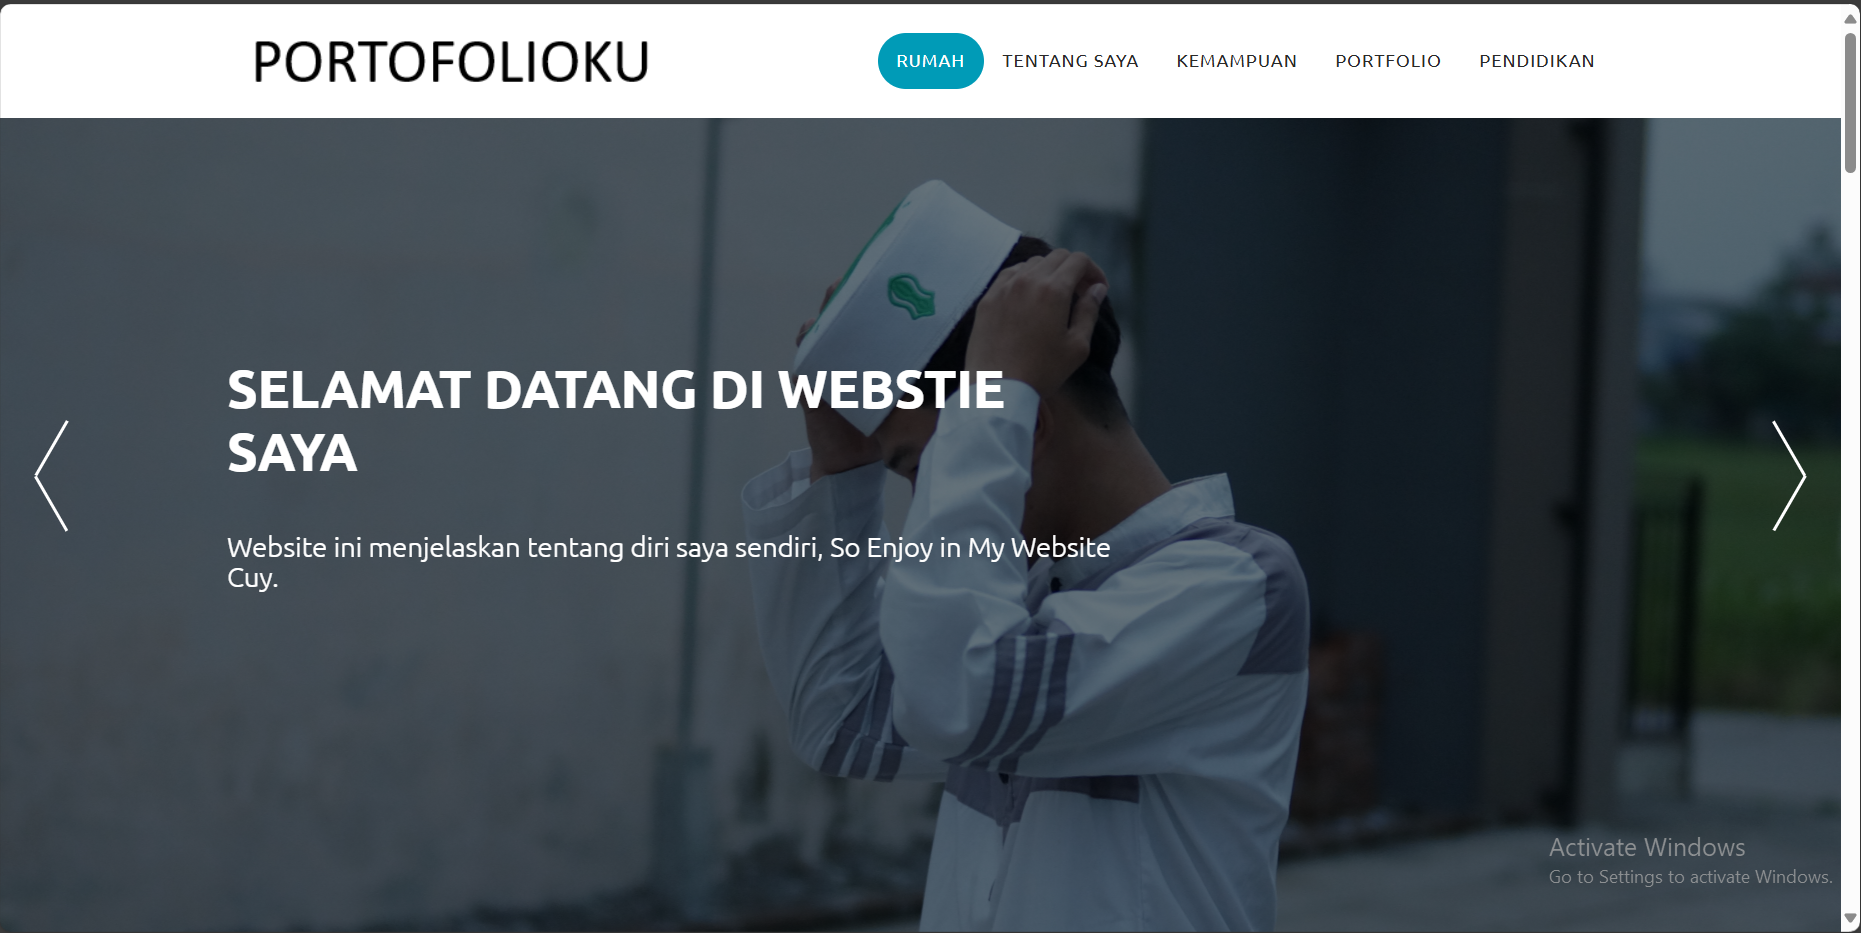 PORTOFOLIOKU
RUMAH TENTANG SAYA KEMAMPUAN PORTFOLIO PENDIDIKAN
SELAMAT DATANG DI WEBSTIE
SAYA
Website ini menjelaskan tentang diri saya sendiri, So Enjoy in My Website
Cuy.
Activate Windows
Go to Settings to activate Windows.